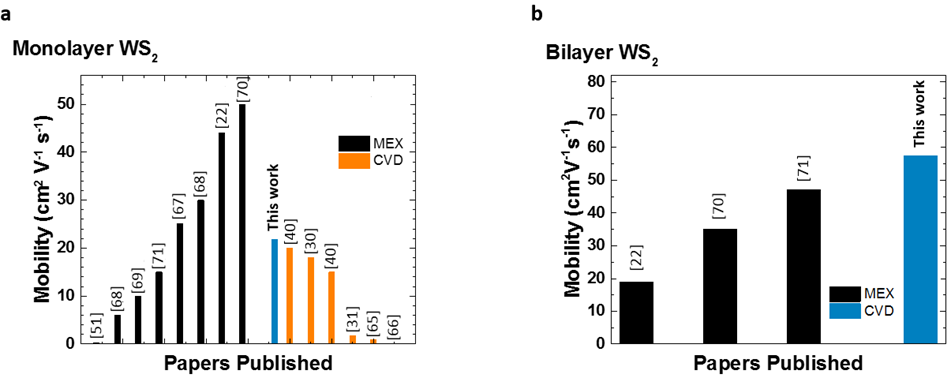 a
Monolayer WS2
Mobility (cm2 V-1 s-1)
50
40
30
20
10
0
[51]
[68]
[69]
[71]
[67]
[68]
[22]
[70]
This work
[40]
[30]
[40]
[31]
[65]
[66]
MEX
CVD
Papers Published
b
Bilayer WS2
Mobility (cm2V-1s-1)
80
70
60
50
40
30
20
10
0
[22]
[70]
[71]
This work
MEX
CVD
Papers Published